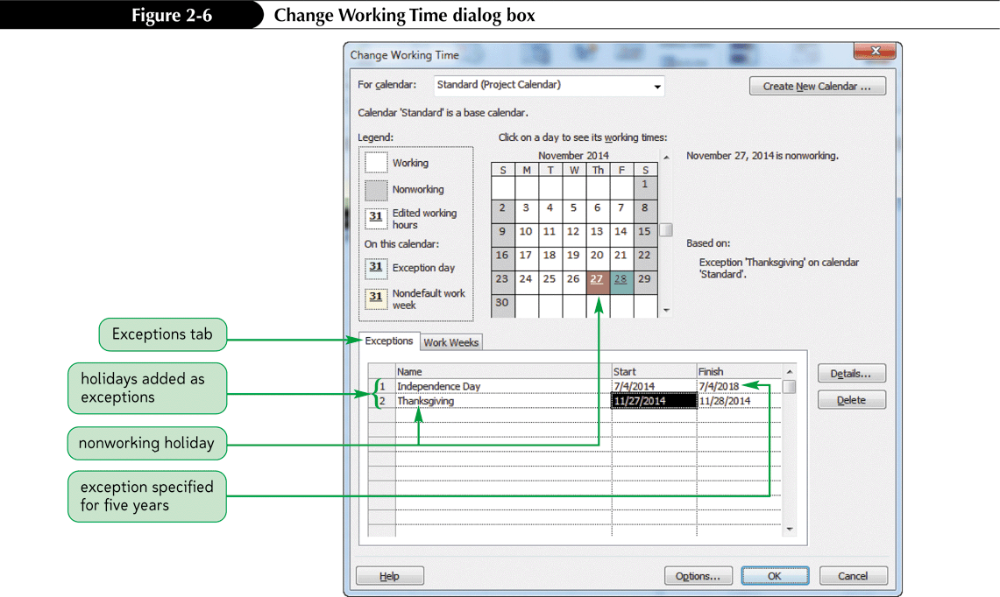 Figure 2-6 Change Working Time dialog box
Change Working Time
For calendar: Standard (Project Calendar) Create New Calendar ...
Calendar 'Standard' is a base calendar.
Legend: Click on a day to see its working times:
Working
Nonworking
31 Edited working
hours
On this calendar:
31 Exception day
31 Nondefault work
week
November 2014
S M T W Th F S
1
2 3 4 5 6 7 8
9 10 11 12 13 14 15
16 17 18 19 20 21 22
23 24 25 26 27 28 29
30
November 27, 2014 is nonworking.
Based on:
Exception 'Thanksgiving' on calendar
'Standard'.
Exceptions tab
holidays added as
exceptions
nonworking holiday
exception specified
for five years
Exceptions Work Weeks
Name Start Finish
1 Independence Day 7/4/2014 7/4/2018
2 Thanksgiving 11/27/2014 11/28/2014
Details...
Delete
Help Options... OK Cancel